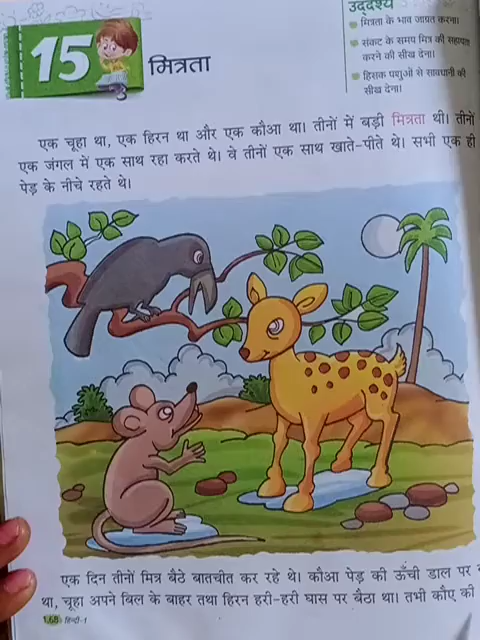 15
मित्रता
उद्देश्य
मित्रता के भाव जाग्रत करना।
संकट के समय मित्र की सहायता
करने की सीख देना।
हिंसक पशुओं से सावधानी की
सीख देना।
एक चूहा था, एक हिरन था और एक कौआ था। तीनों में बड़ी मित्रता थी। तीनों
एक जंगल में एक साथ रहा करते थे। वे तीनों एक साथ खाते-पीते थे। सभी एक ही
पेड़ के नीचे रहते थे।
एक दिन तीनों मित्र बैठे बातचीत कर रहे थे। कौआ पेड़ की ऊँची डाल पर
था, चूहा अपने बिल के बाहर तथा हिरन हरी-हरी घास पर बैठा था। तभी कौए की
168 हिन्दी-1